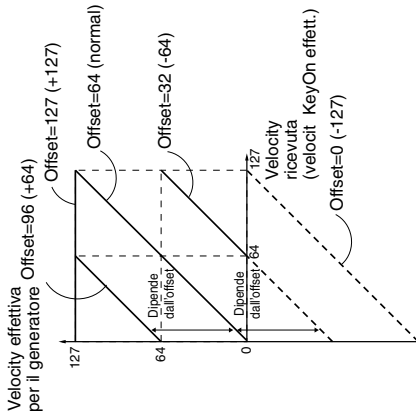 Velocity effettiva
per il generatore
Offset=96 (+64)
Offset=127 (+127)
Offset=64 (normal)
Offset=32 (-64)
127
64
0
Dipende
dall'offset
Dipende
dall'offset
64
127
Velocity
ricevuta
(velocit KeyOn effett.)
Offset=0 (-127)